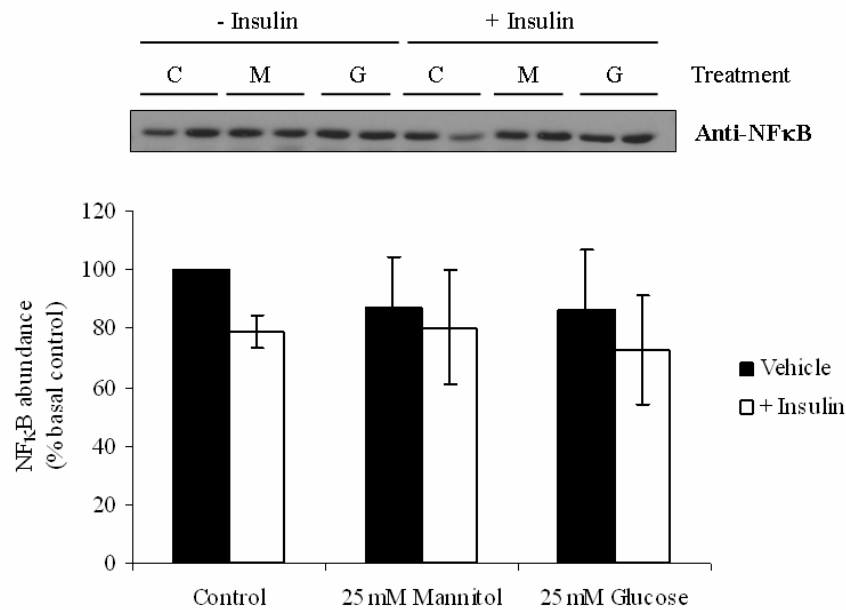 - Insulin + Insulin
C M G C M G Treatment
Anti-NFκB
120
100
80
60
40
20
0
NFκB abundance
(% basal control)
Vehicle
+ Insulin
Control 25 mM Mannitol 25 mM Glucose